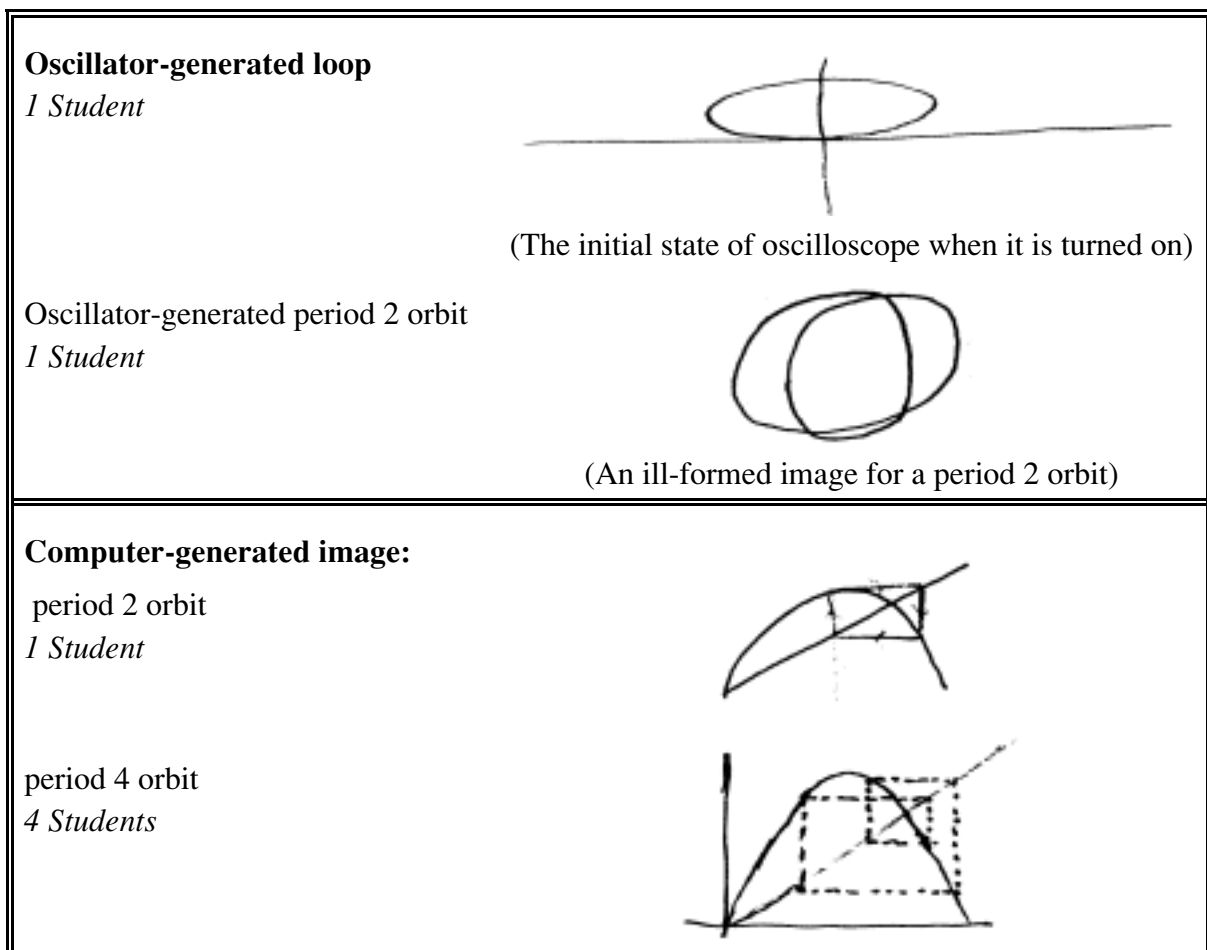 Oscillator-generated loop
1 Student
(The initial state of oscilloscope when it is turned on)
Oscillator-generated period 2 orbit
1 Student
(An ill-formed image for a period 2 orbit)
Computer-generated image:
period 2 orbit
1 Student
period 4 orbit
4 Students